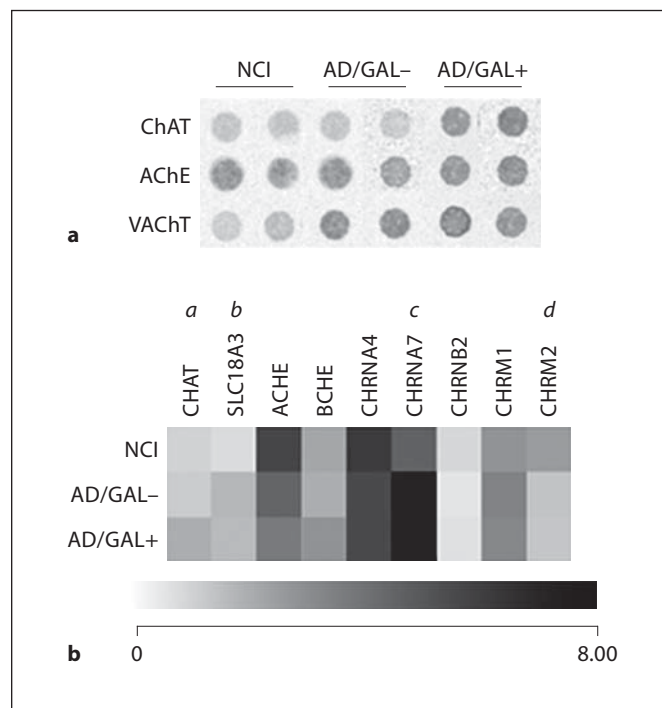 NCI AD/GAL– AD/GAL+
ChAT
AChE
VAChT
a
a b c d
CHAT SLC18A3 ACHE BCHE CHRNA4 CHRNA7 CHRNB2 CHRM1 CHRM2
NCI
AD/GAL–
AD/GAL+
b 0 8.00